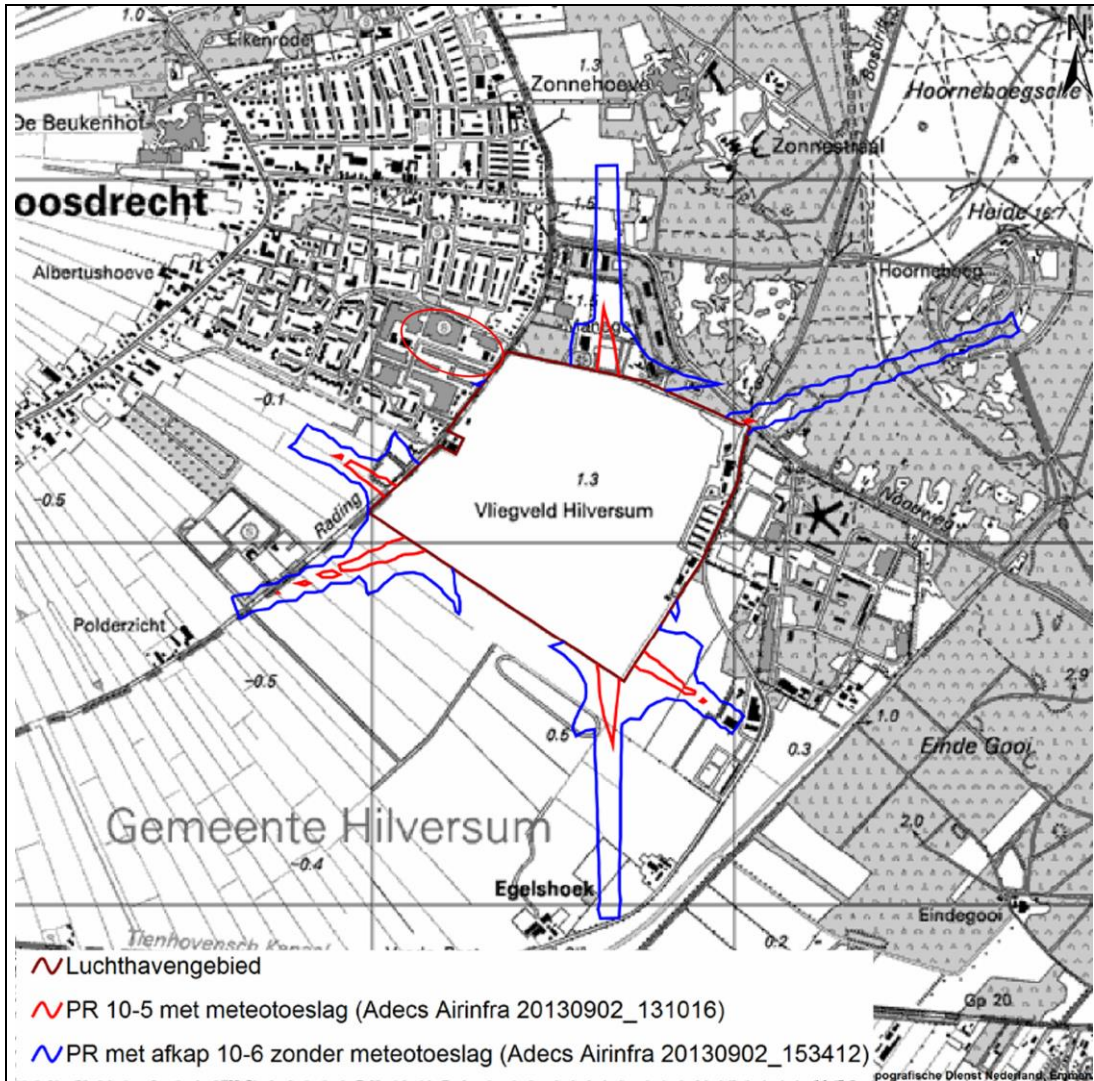 1.0
Eikenrodel
1.3
Zonnehoeve
Bosdrift
N
Hoorneboegsche
De Beukenhof
Zonnestraal
oosdrecht
1.5
Heide 16.7
Albertushoeve
Hoorneboeg
1.5
Manege
S
-0.1
-0.5
Rading
1.3
Vliegveld Hilversum
Noodweg
S
Polderzicht
-0.5
2.9
0.5
1.0
0.3
Einde Gooi
Gemeente Hilversum
2.0
-0.4
Egelshoek
Eindegooi
Tienhovensch Kanaal
0.2
Luchthavengebied
Gp 20
PR 10-5 met meteotoeslag (Adecs Airinfra 20130902_131016)
PR met afkap 10-6 zonder meteotoeslag (Adecs Airinfra 20130902_153412)
pografische Dienst Nederland, Emmen